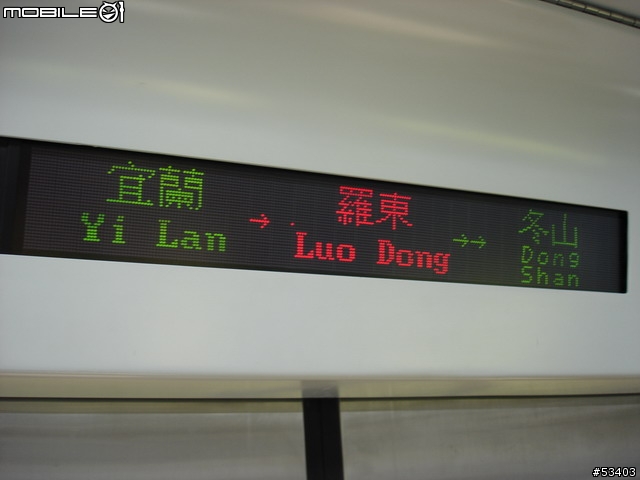 MOBILE01
宜蘭 → 羅東 →→ 冬山
Yi Lan Luo Dong Dong
Shan
#53403